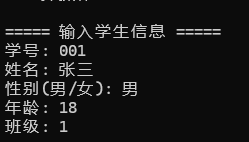 ===== 输入学生信息 =====
学号: 001
姓名: 张三
性别(男/女): 男
年龄: 18
班级: 1